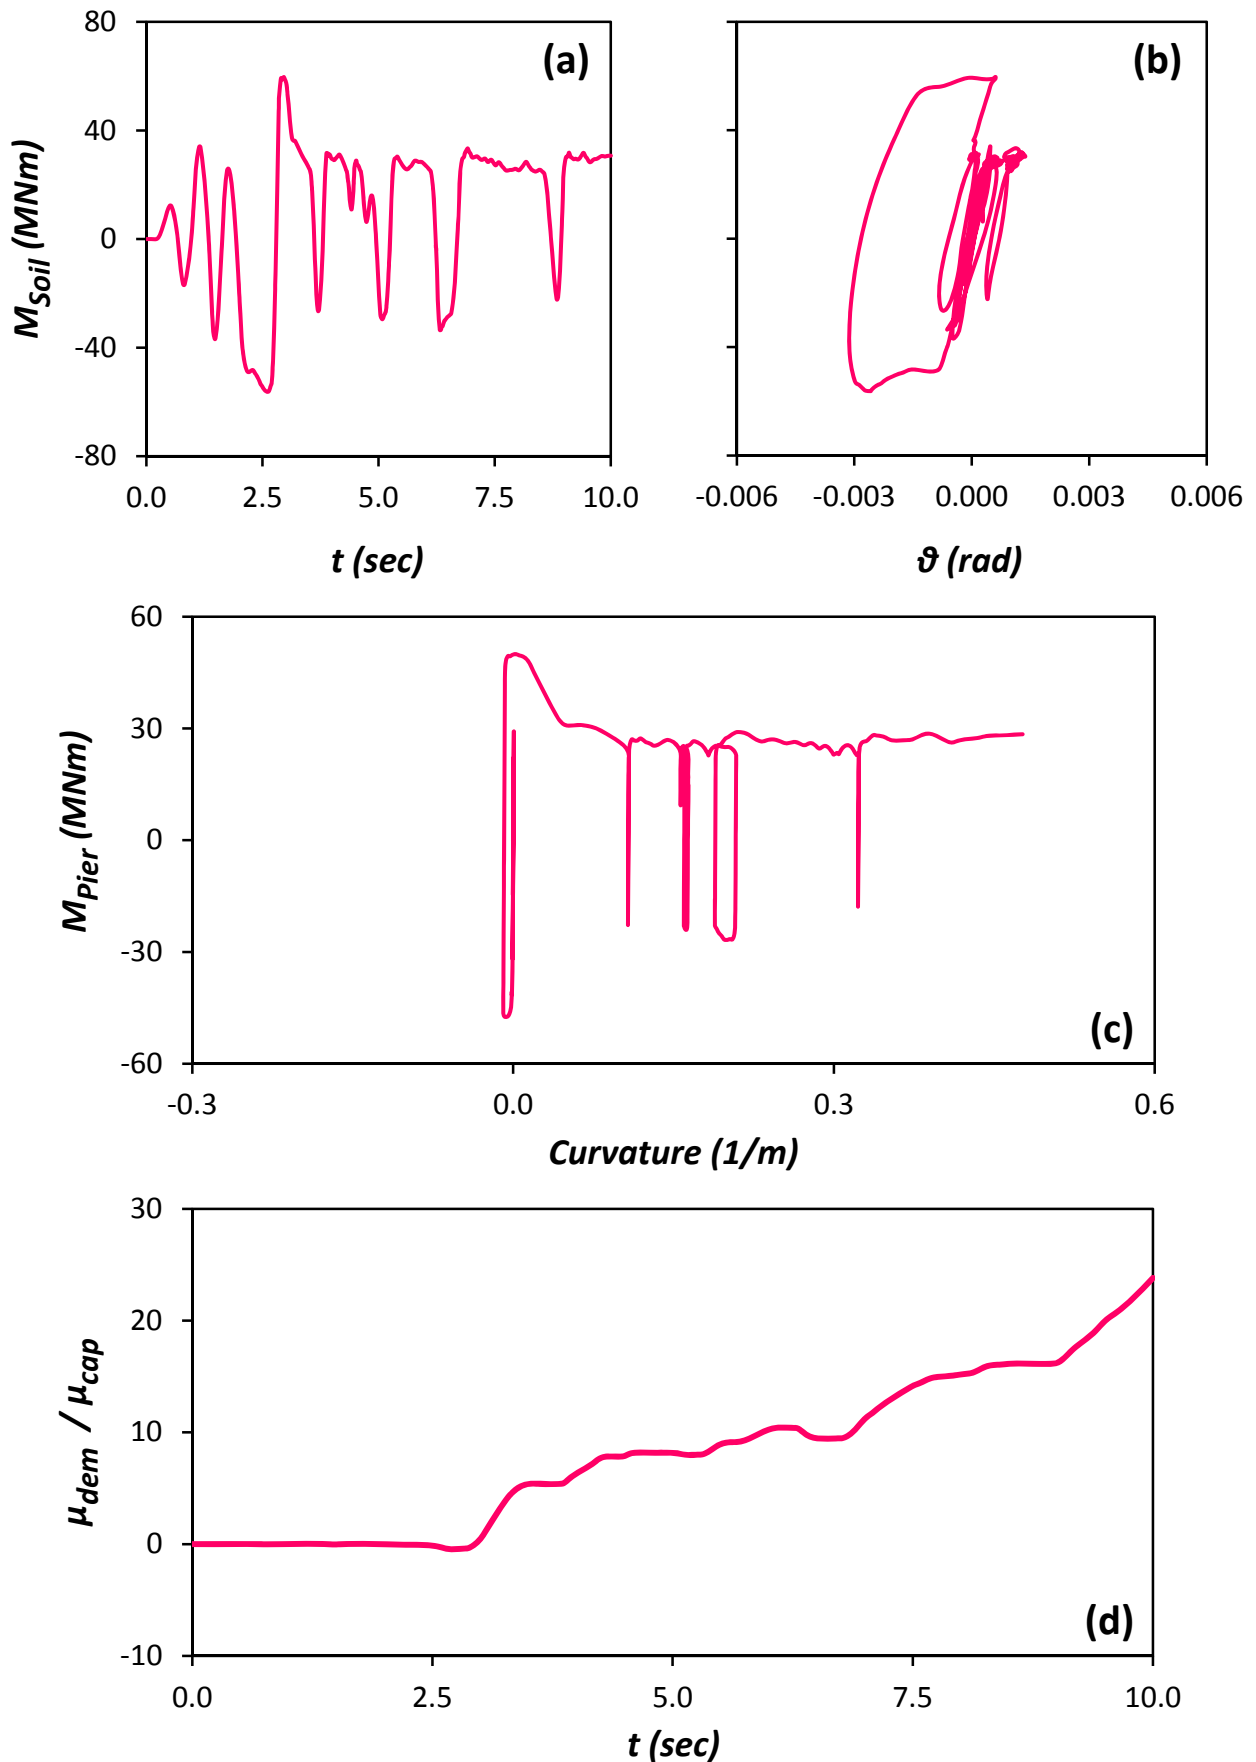 80
40
0
-40
-80
M_Soil (MNm)
(a)
0.0 2.5 5.0 7.5 10.0
t (sec)
(b)
-0.006 -0.003 0.000 0.003 0.006
ϑ (rad)
60
30
0
-30
-60
M_Pier (MNm)
(c)
-0.3 0.0 0.3 0.6
Curvature (1/m)
30
20
10
0
-10
μ_dem / μ_cap
(d)
0.0 2.5 5.0 7.5 10.0
t (sec)